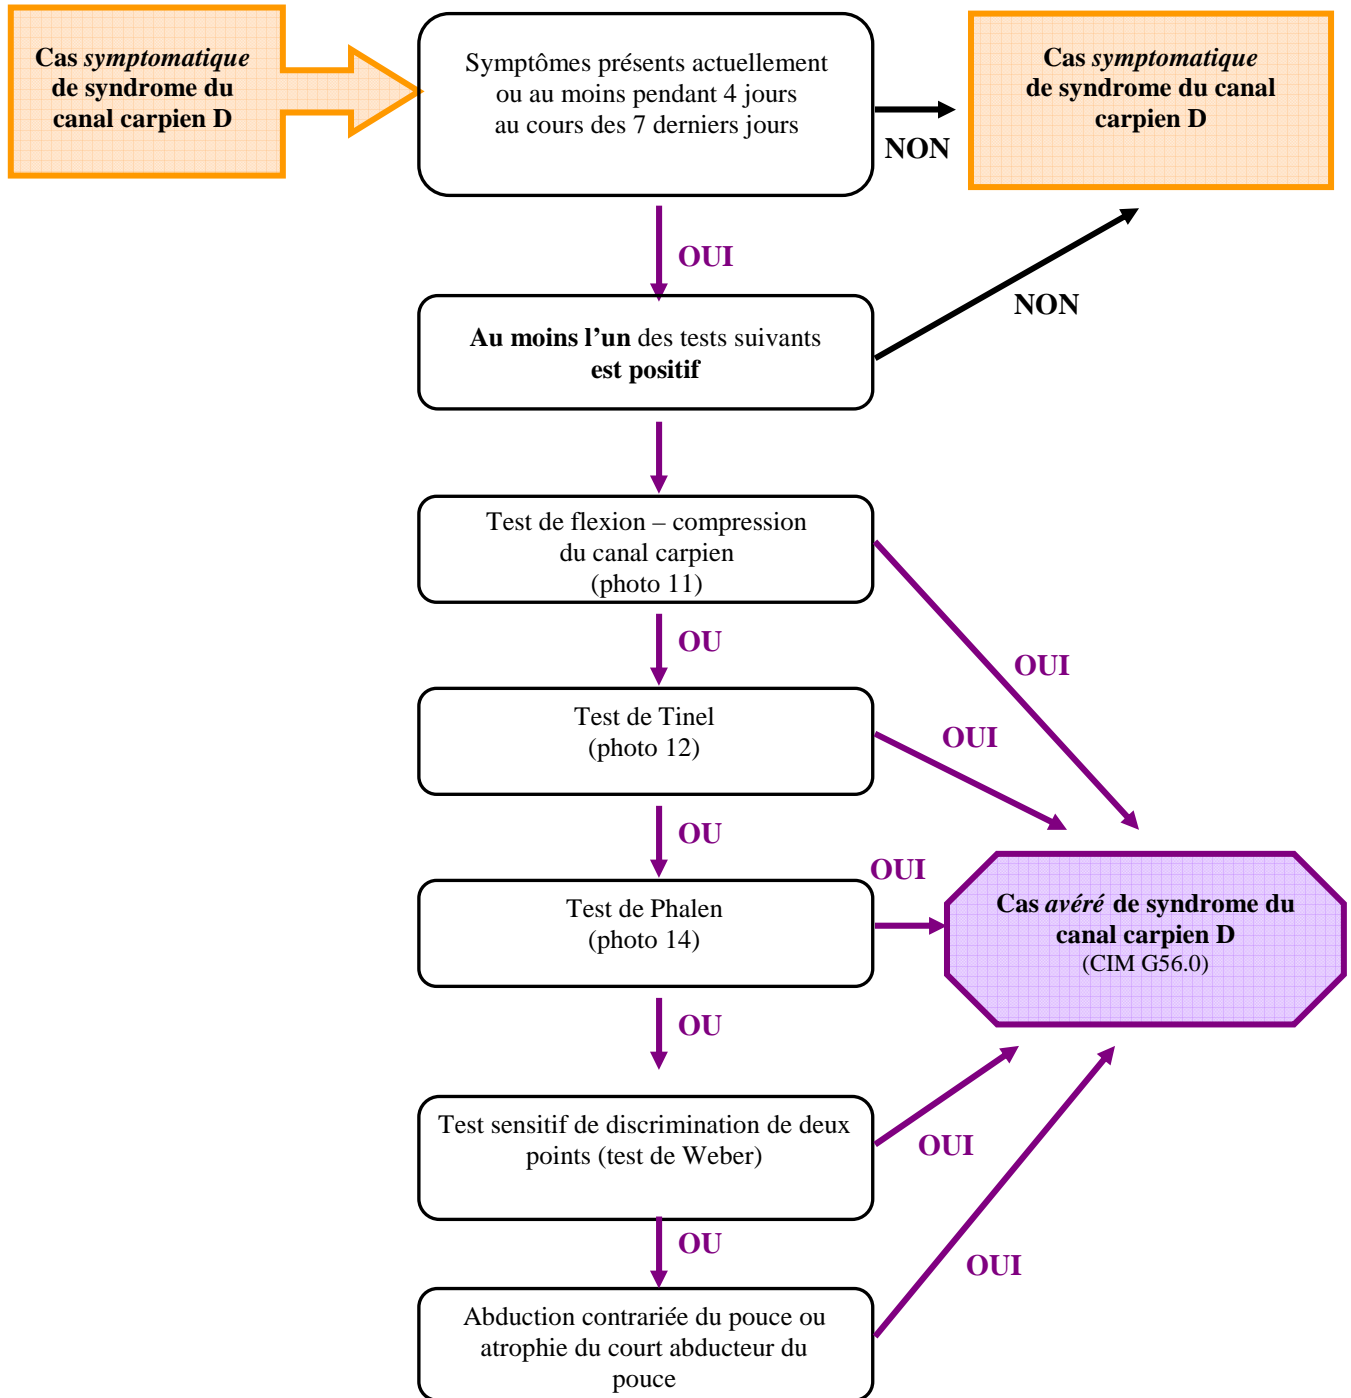 Cas symptomatique
de syndrome du
canal carpien D
Symptômes présents actuellement
ou au moins pendant 4 jours
au cours des 7 derniers jours
NON
Cas symptomatique
de syndrome du canal
carpien D
OUI
NON
Au moins l’un des tests suivants
est positif
Test de flexion – compression
du canal carpien
(photo 11)
OUI
OU
Test de Tinel
(photo 12)
OUI
OU
Test de Phalen
(photo 14)
OUI
Cas avéré de syndrome du
canal carpien D
(CIM G56.0)
OU
Test sensitif de discrimination de deux
points (test de Weber)
OUI
OU
Abduction contrariée du pouce ou
atrophie du court abducteur du
pouce
OUI